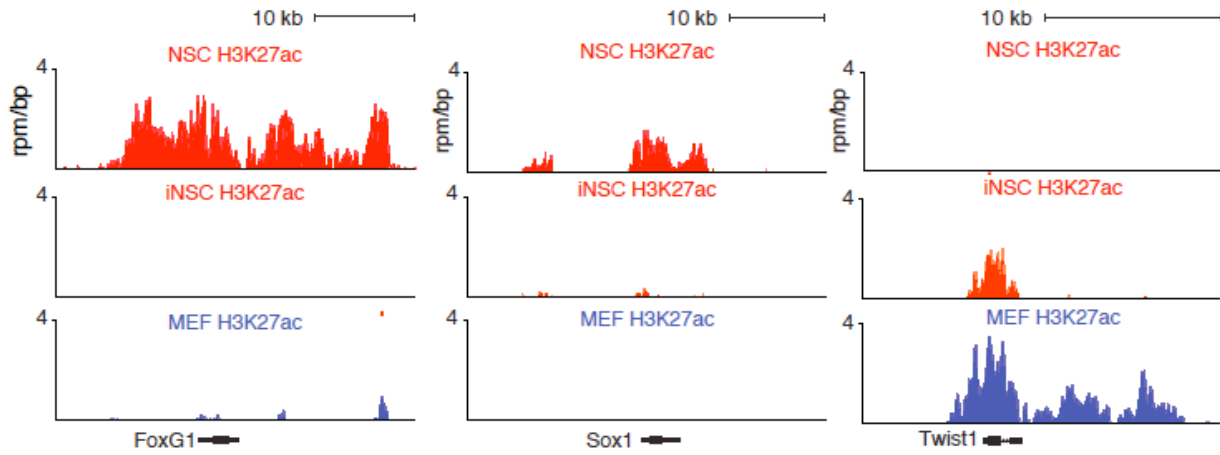 10 kb
10 kb
10 kb
NSC H3K27ac
NSC H3K27ac
NSC H3K27ac
4
4
4
rpm/bp
rpm/bp
rpm/bp
iNSC H3K27ac
iNSC H3K27ac
iNSC H3K27ac
4
4
4
MEF H3K27ac
MEF H3K27ac
MEF H3K27ac
4
4
4
FoxG1
Sox1
Twist1